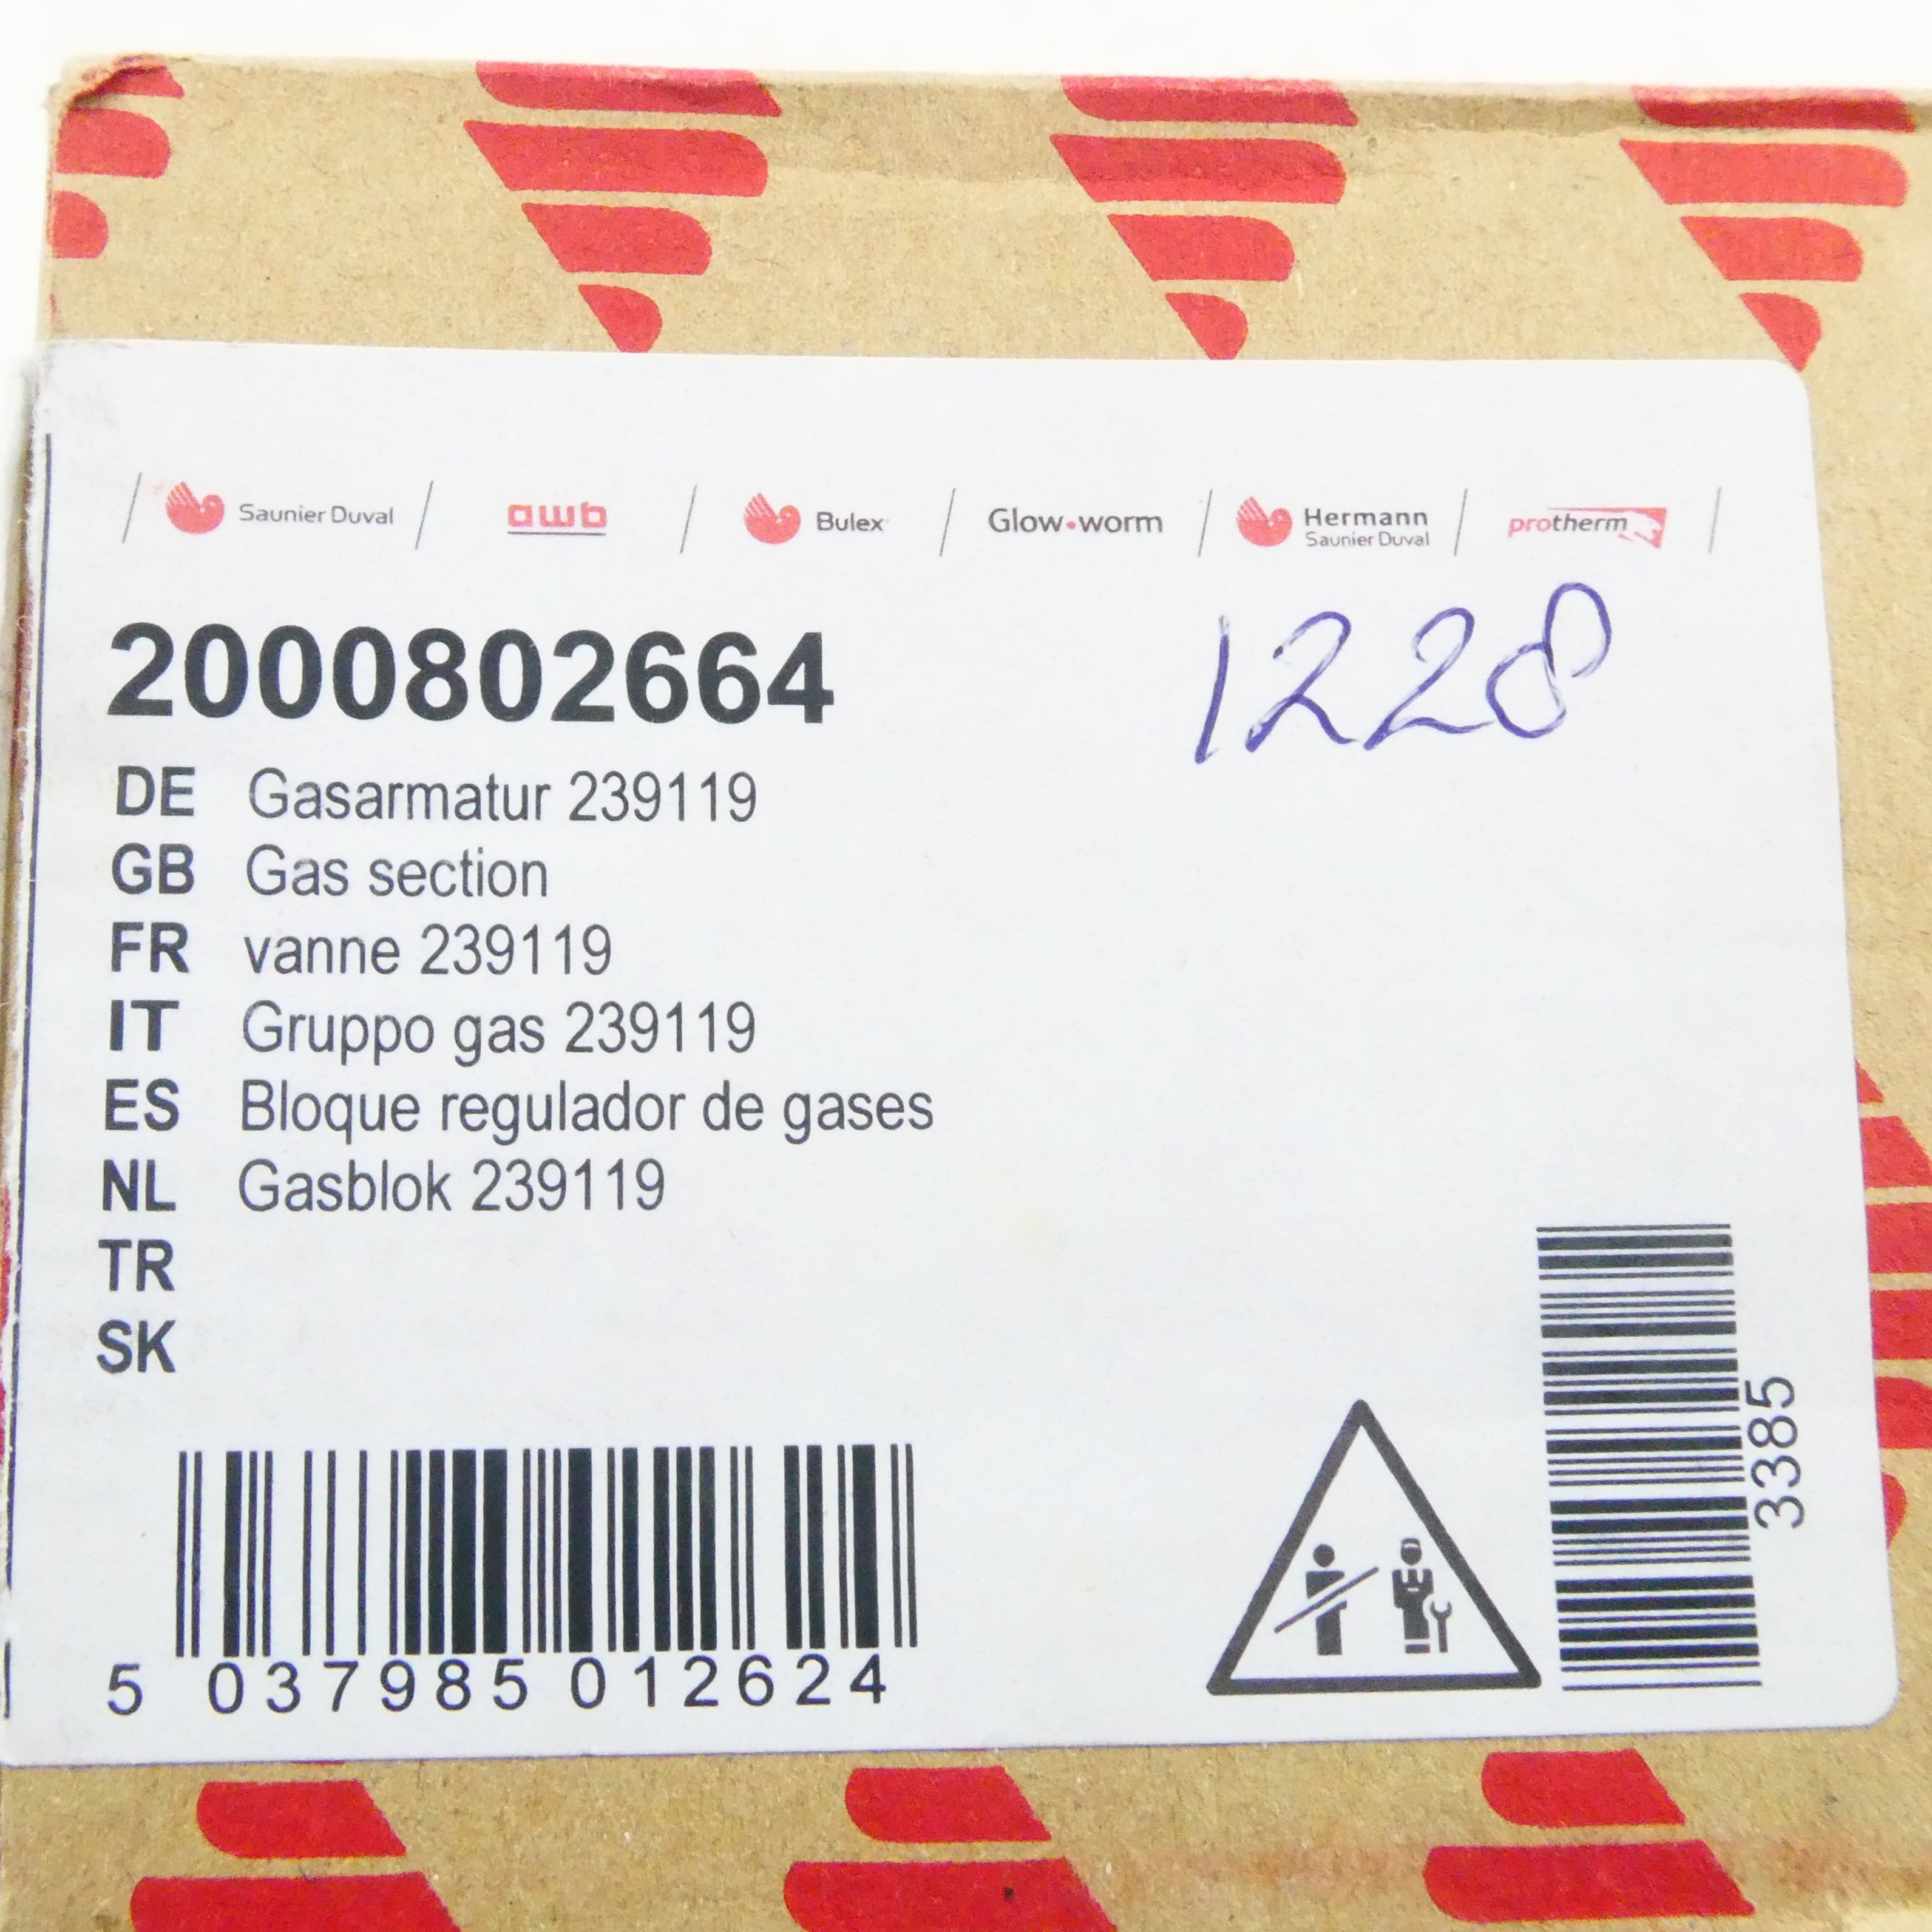 Saunier Duval awb Bulex Glow•worm Hermann Saunier Duval protherm
2000802664 1228
DE Gasarmatur 239119
GB Gas section
FR vanne 239119
IT Gruppo gas 239119
ES Bloque regulador de gases
NL Gasblok 239119
TR
SK
3385
5 037985 012624